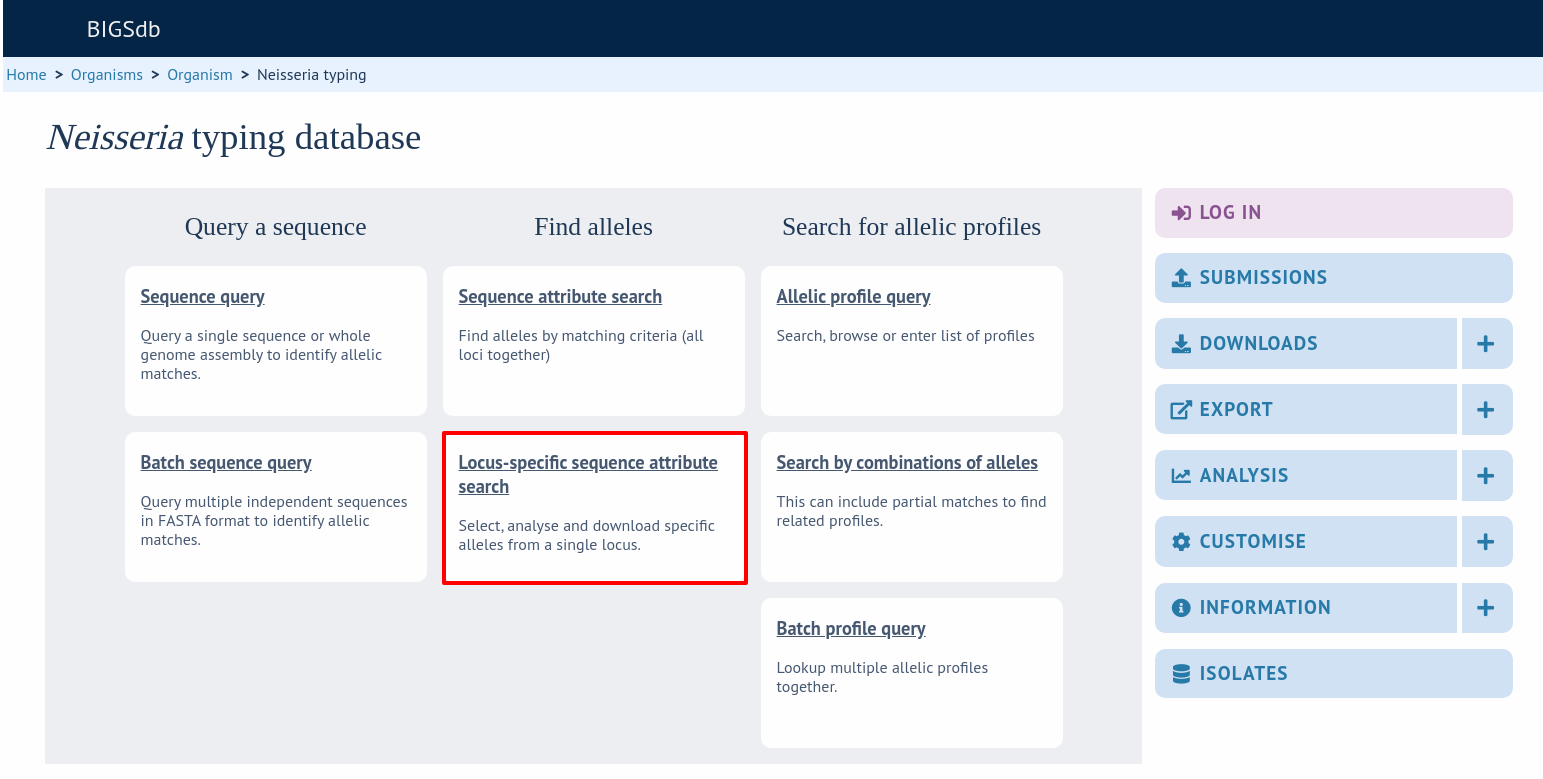 BIGSdb
Home > Organisms > Organism > Neisseria typing
Neisseria typing database
Query a sequence
Sequence query
Query a single sequence or whole
genome assembly to identify allelic
matches.
Batch sequence query
Query multiple independent sequences
in FASTA format to identify allelic
matches.
Find alleles
Sequence attribute search
Find alleles by matching criteria (all
loci together)
Locus-specific sequence attribute
search
Select, analyse and download specific
alleles from a single locus.
Search for allelic profiles
Allelic profile query
Search, browse or enter list of profiles
Search by combinations of alleles
This can include partial matches to find
related profiles.
Batch profile query
Lookup multiple allelic profiles
together.
LOG IN
SUBMISSIONS
DOWNLOADS
EXPORT
ANALYSIS
CUSTOMISE
INFORMATION
ISOLATES